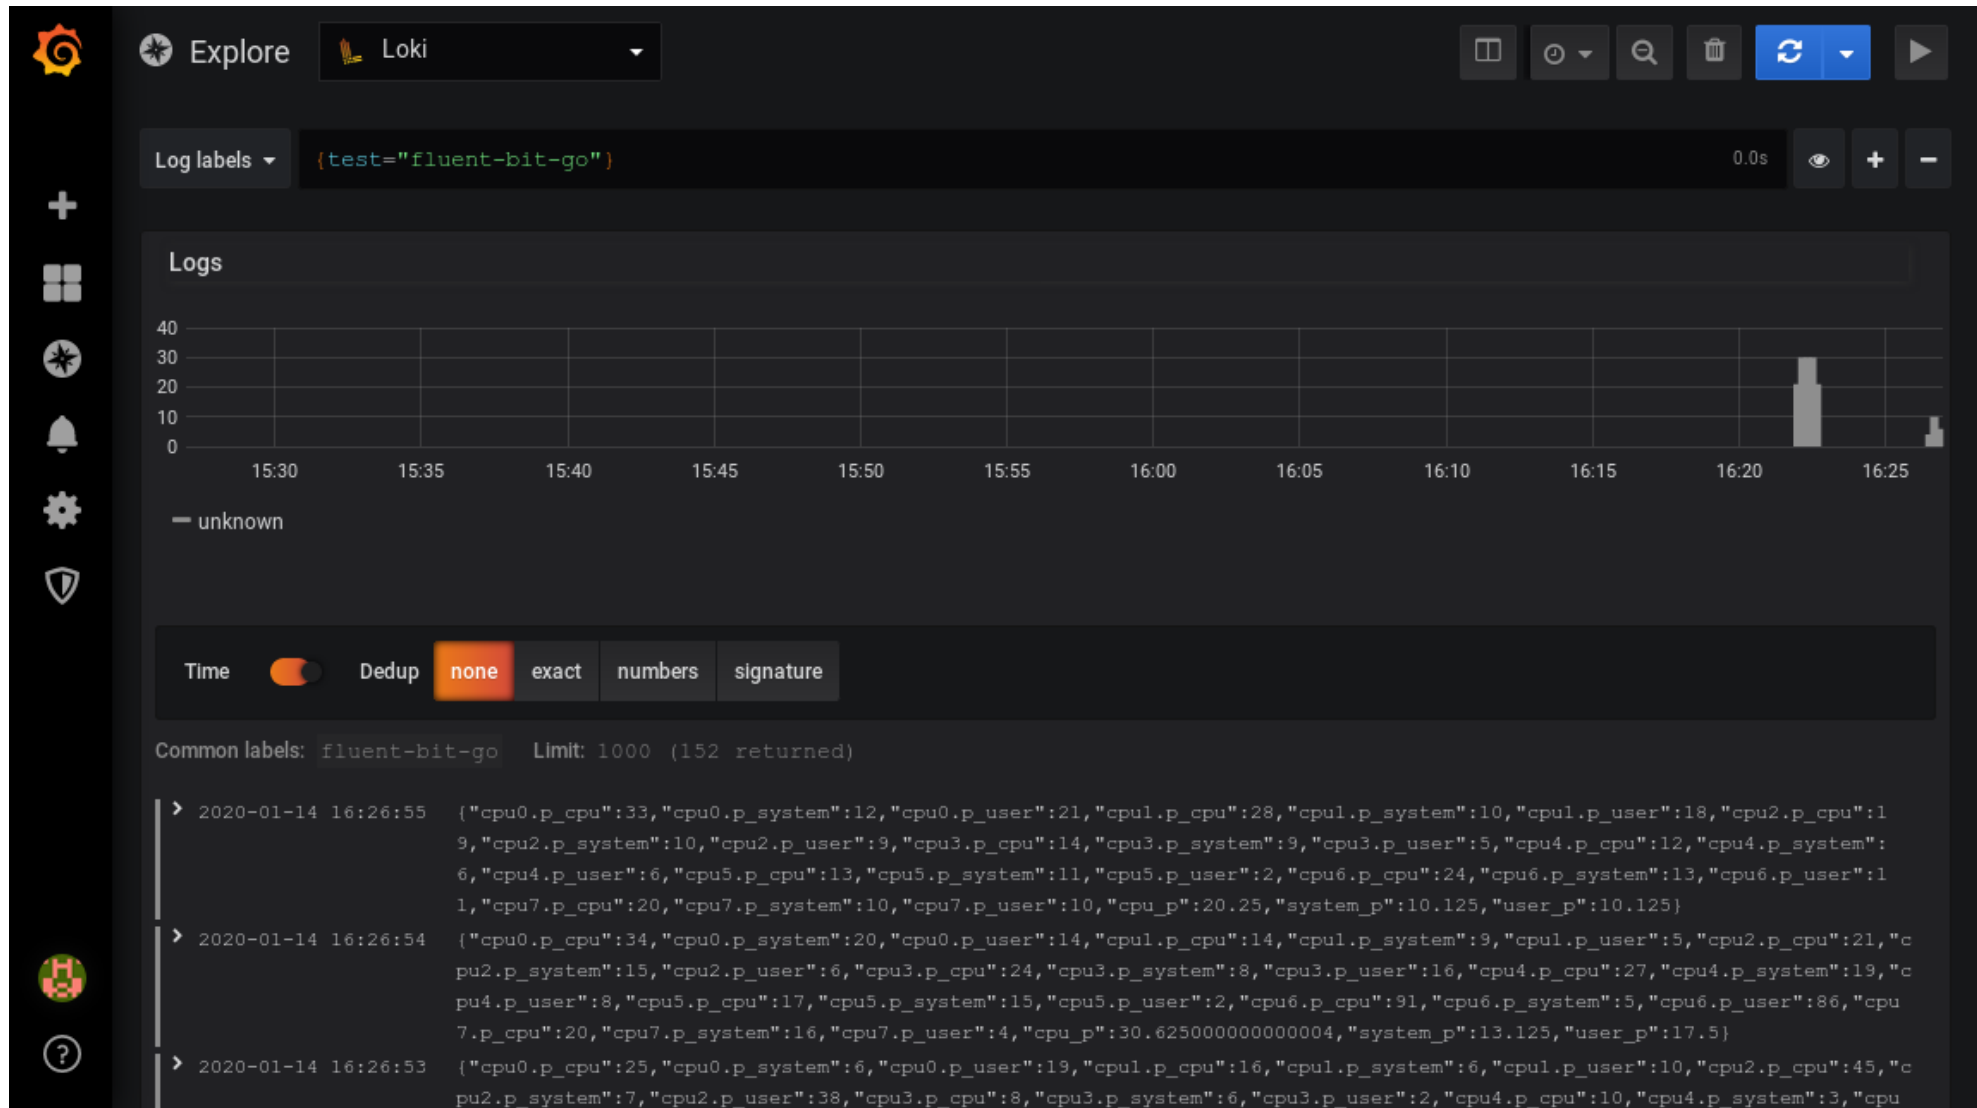 Explore
Loki
Log labels
{test="fluent-bit-go"}
0.0s
Logs
40
30
20
10
0
15:30 15:35 15:40 15:45 15:50 15:55 16:00 16:05 16:10 16:15 16:20 16:25
unknown
Time Dedup none exact numbers signature
Common labels: fluent-bit-go Limit: 1000 (152 returned)
2020-01-14 16:26:55 {"cpu0.p_cpu":33,"cpu0.p_system":12,"cpu0.p_user":21,"cpu1.p_cpu":28,"cpu1.p_system":10,"cpu1.p_user":18,"cpu2.p_cpu":1
9,"cpu2.p_system":10,"cpu2.p_user":9,"cpu3.p_cpu":14,"cpu3.p_system":9,"cpu3.p_user":5,"cpu4.p_cpu":12,"cpu4.p_system":
6,"cpu4.p_user":6,"cpu5.p_cpu":13,"cpu5.p_system":11,"cpu5.p_user":2,"cpu6.p_cpu":24,"cpu6.p_system":13,"cpu6.p_user":1
1,"cpu7.p_cpu":20,"cpu7.p_system":10,"cpu7.p_user":10,"cpu_p":20.25,"system_p":10.125,"user_p":10.125}
2020-01-14 16:26:54 {"cpu0.p_cpu":34,"cpu0.p_system":20,"cpu0.p_user":14,"cpu1.p_cpu":14,"cpu1.p_system":9,"cpu1.p_user":5,"cpu2.p_cpu":21,"c
pu2.p_system":15,"cpu2.p_user":6,"cpu3.p_cpu":24,"cpu3.p_system":8,"cpu3.p_user":16,"cpu4.p_cpu":27,"cpu4.p_system":19,"c
pu4.p_user":8,"cpu5.p_cpu":17,"cpu5.p_system":15,"cpu5.p_user":2,"cpu6.p_cpu":91,"cpu6.p_system":5,"cpu6.p_user":86,"cpu
7.p_cpu":20,"cpu7.p_system":16,"cpu7.p_user":4,"cpu_p":30.625000000000004,"system_p":13.125,"user_p":17.5}
2020-01-14 16:26:53 {"cpu0.p_cpu":25,"cpu0.p_system":6,"cpu0.p_user":19,"cpu1.p_cpu":16,"cpu1.p_system":6,"cpu1.p_user":10,"cpu2.p_cpu":45,"c
pu2.p_system":7,"cpu2.p_user":38,"cpu3.p_cpu":8,"cpu3.p_system":6,"cpu3.p_user":2,"cpu4.p_cpu":10,"cpu4.p_system":3,"cpu